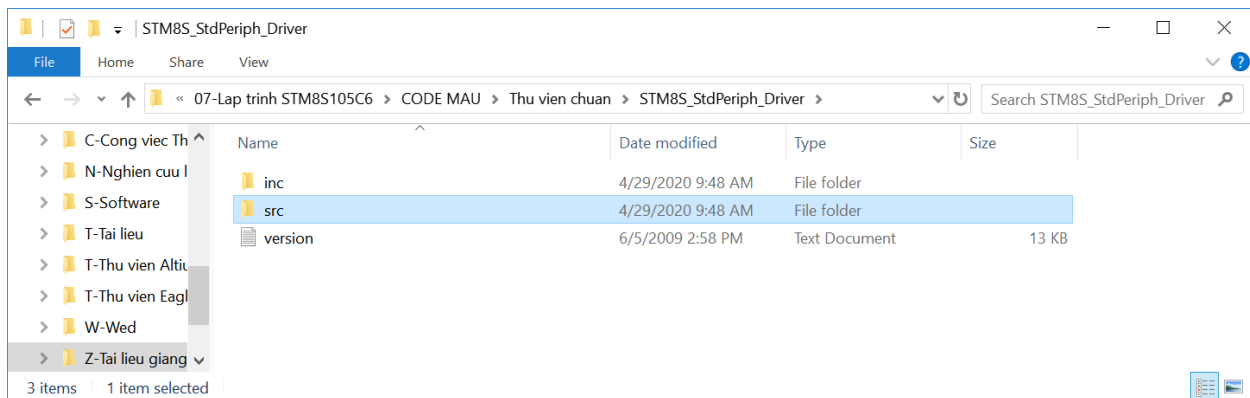 STM8S_StdPeriph_Driver
File Home Share View
« 07-Lap trinh STM8S105C6 > CODE MAU > Thu vien chuan > STM8S_StdPeriph_Driver > Search STM8S_StdPeriph_Driver
C-Cong viec Th
N-Nghien cuu l
S-Software
T-Tai lieu
T-Thu vien Altiu
T-Thu vien Eagl
W-Wed
Z-Tai lieu giang
Name Date modified Type Size
inc 4/29/2020 9:48 AM File folder
src 4/29/2020 9:48 AM File folder
version 6/5/2009 2:58 PM Text Document 13 KB
3 items 1 item selected